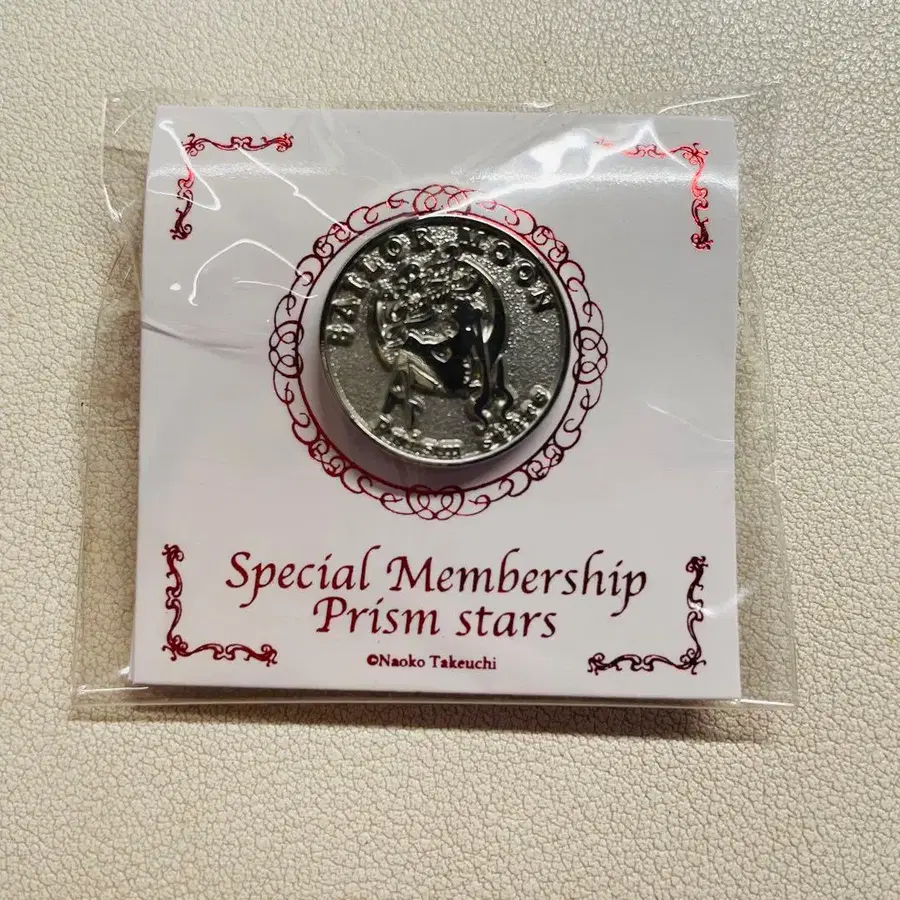 SAILOR MOON
Prism Stars
Special Membership
Prism stars
©Naoko Takeuchi